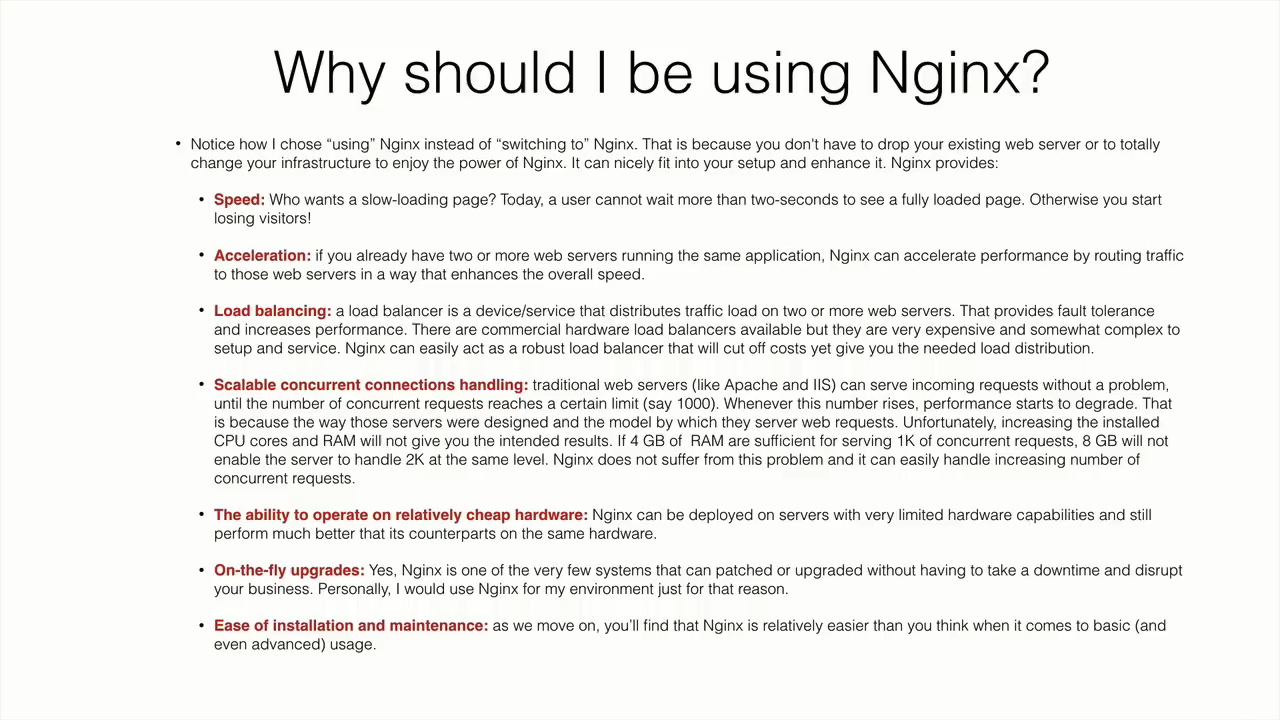 Why should I be using Nginx?
• Notice how I chose “using” Nginx instead of “switching to” Nginx. That is because you don't have to drop your existing web server or to totally
change your infrastructure to enjoy the power of Nginx. It can nicely fit into your setup and enhance it. Nginx provides:
• Speed: Who wants a slow-loading page? Today, a user cannot wait more than two-seconds to see a fully loaded page. Otherwise you start
losing visitors!
• Acceleration: if you already have two or more web servers running the same application, Nginx can accelerate performance by routing traffic
to those web servers in a way that enhances the overall speed.
• Load balancing: a load balancer is a device/service that distributes traffic load on two or more web servers. That provides fault tolerance
and increases performance. There are commercial hardware load balancers available but they are very expensive and somewhat complex to
setup and service. Nginx can easily act as a robust load balancer that will cut off costs yet give you the needed load distribution.
• Scalable concurrent connections handling: traditional web servers (like Apache and IIS) can serve incoming requests without a problem,
until the number of concurrent requests reaches a certain limit (say 1000). Whenever this number rises, performance starts to degrade. That
is because the way those servers were designed and the model by which they server web requests. Unfortunately, increasing the installed
CPU cores and RAM will not give you the intended results. If 4 GB of RAM are sufficient for serving 1K of concurrent requests, 8 GB will not
enable the server to handle 2K at the same level. Nginx does not suffer from this problem and it can easily handle increasing number of
concurrent requests.
• The ability to operate on relatively cheap hardware: Nginx can be deployed on servers with very limited hardware capabilities and still
perform much better that its counterparts on the same hardware.
• On-the-fly upgrades: Yes, Nginx is one of the very few systems that can patched or upgraded without having to take a downtime and disrupt
your business. Personally, I would use Nginx for my environment just for that reason.
• Ease of installation and maintenance: as we move on, you’ll find that Nginx is relatively easier than you think when it comes to basic (and
even advanced) usage.